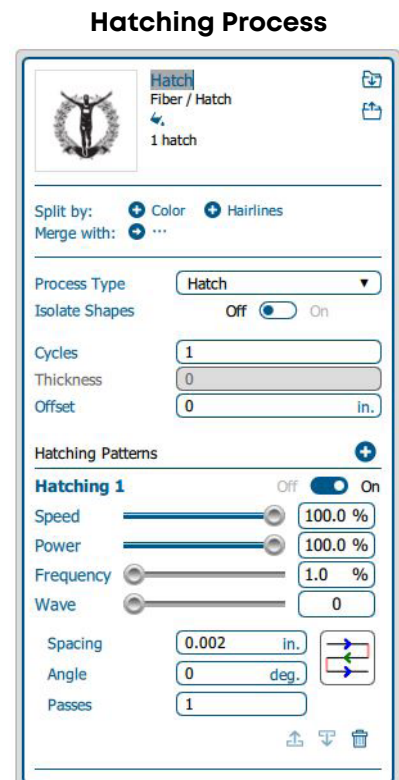 Hatching Process
Hatch
Fiber / Hatch
1 hatch
Split by: Color Hairlines
Merge with: ...
Process Type Hatch
Isolate Shapes Off On
Cycles 1
Thickness 0
Offset 0 in.
Hatching Patterns
Hatching 1 Off On
Speed 100.0 %
Power 100.0 %
Frequency 1.0 %
Wave 0
Spacing 0.002 in.
Angle 0 deg.
Passes 1